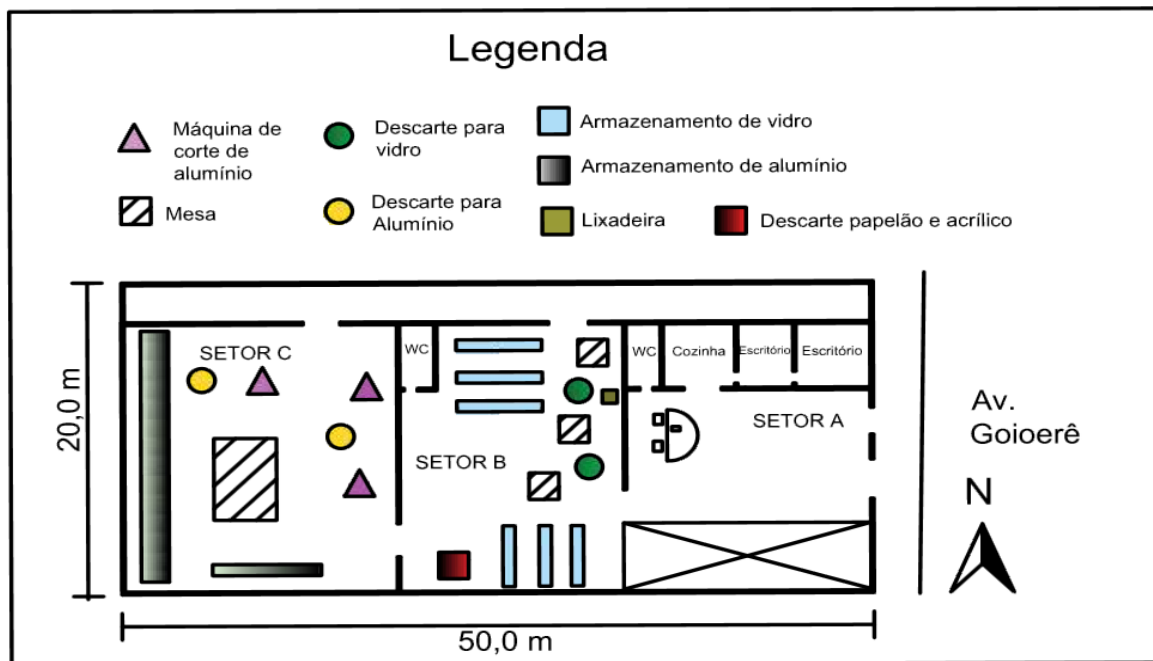 Legenda
Máquina de
corte de
alumínio
Descarte para
vidro
Armazenamento de vidro
Armazenamento de alumínio
Mesa
Descarte para
Alumínio
Lixadeira
Descarte papelão e acrílico
20,0 m
SETOR C
WC
SETOR B
WC
Cozinha
Escritório
Escritório
SETOR A
Av.
Goioerê
N
50,0 m